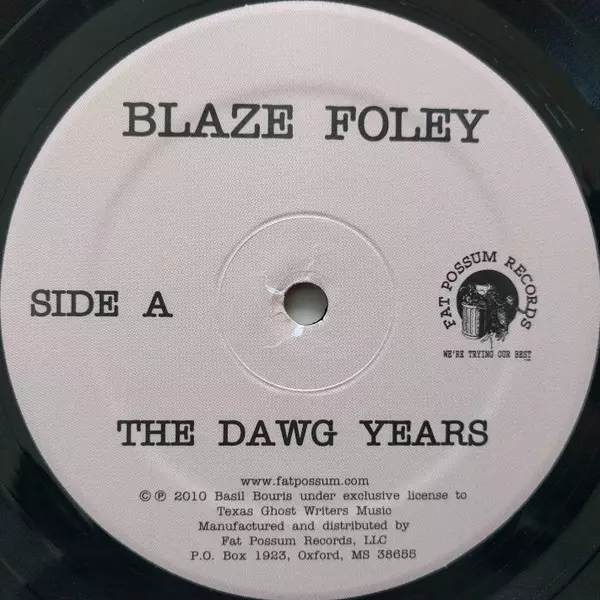 BLAZE FOLEY
SIDE A
FAT POSSUM RECORDS
WE'RE TRYING OUR BEST
THE DAWG YEARS
www.fatpossum.com
© ℗ 2010 Basil Bouris under exclusive license to
Texas Ghost Writers Music
Manufactured and distributed by
Fat Possum Records, LLC
P.O. Box 1923, Oxford, MS 38655